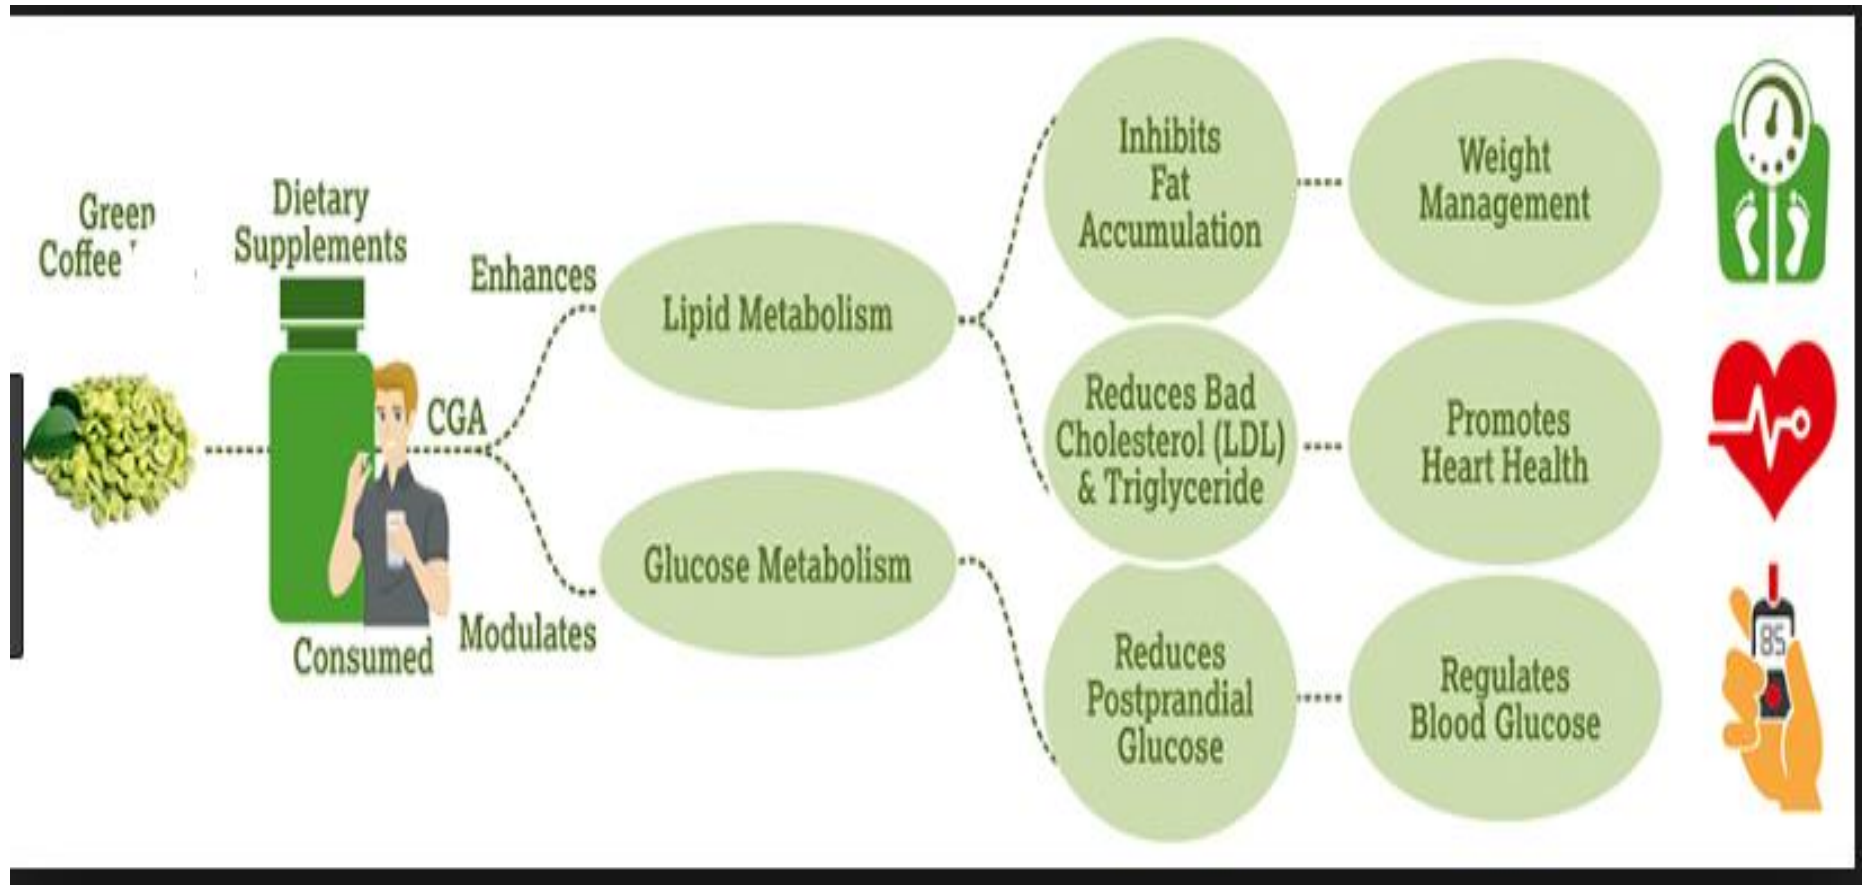 Green
Coffee
Dietary
Supplements
Consumed
CGA
Enhances
Modulates
Lipid Metabolism
Glucose Metabolism
Inhibits
Fat
Accumulation
Weight
Management
Reduces Bad
Cholesterol (LDL)
& Triglyceride
Promotes
Heart Health
Reduces
Postprandial
Glucose
Regulates
Blood Glucose
85